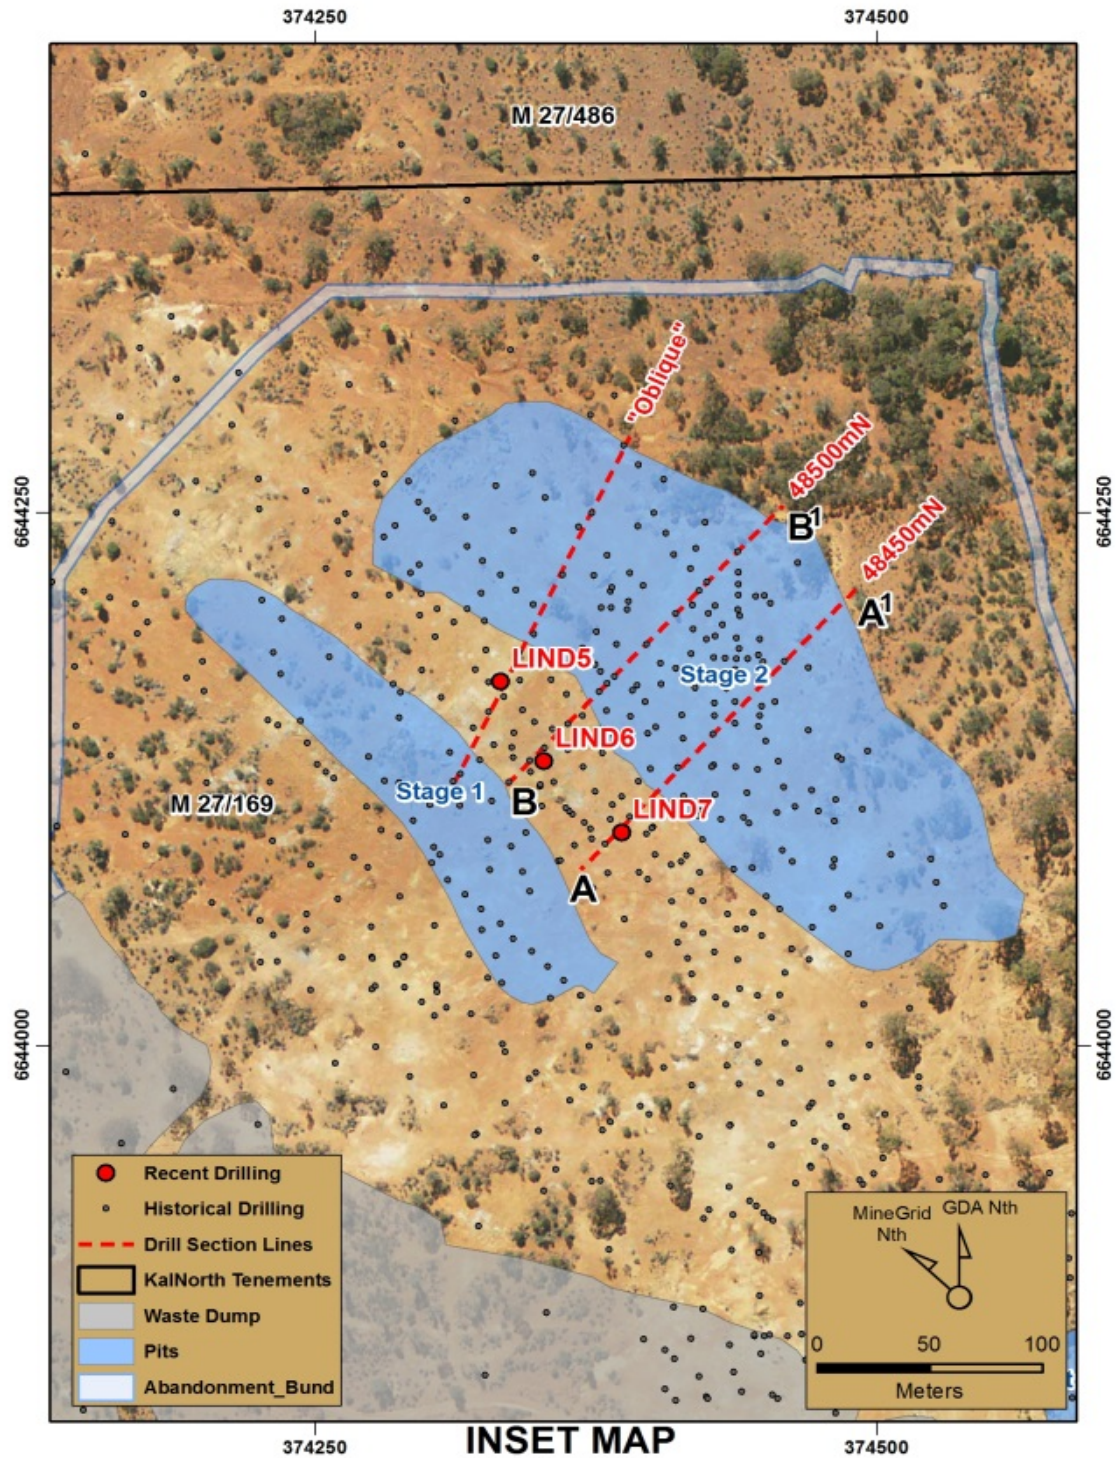 374250
374500
M 27/486
"Oblique"
48500mN
6644250
6644250
B1
48450mN
A1
LIND5
Stage 2
LIND6
Stage 1
B
M 27/169
LIND7
A
6644000
6644000
Recent Drilling
Historical Drilling
Drill Section Lines
KalNorth Tenements
Waste Dump
Pits
Abandonment_Bund
MineGrid
Nth
GDA Nth
0
50
100
Meters
374250
INSET MAP
374500